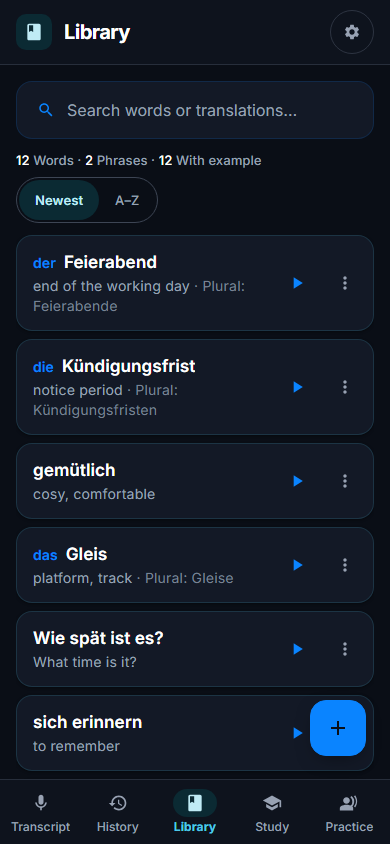 Library
Search words or translations...
12 Words · 2 Phrases · 12 With example
Newest A–Z
der Feierabend
end of the working day · Plural:
Feierabende
die Kündigungsfrist
notice period · Plural:
Kündigungsfristen
gemütlich
cosy, comfortable
das Gleis
platform, track · Plural: Gleise
Wie spät ist es?
What time is it?
sich erinnern
to remember
Transcript History Library Study Practice